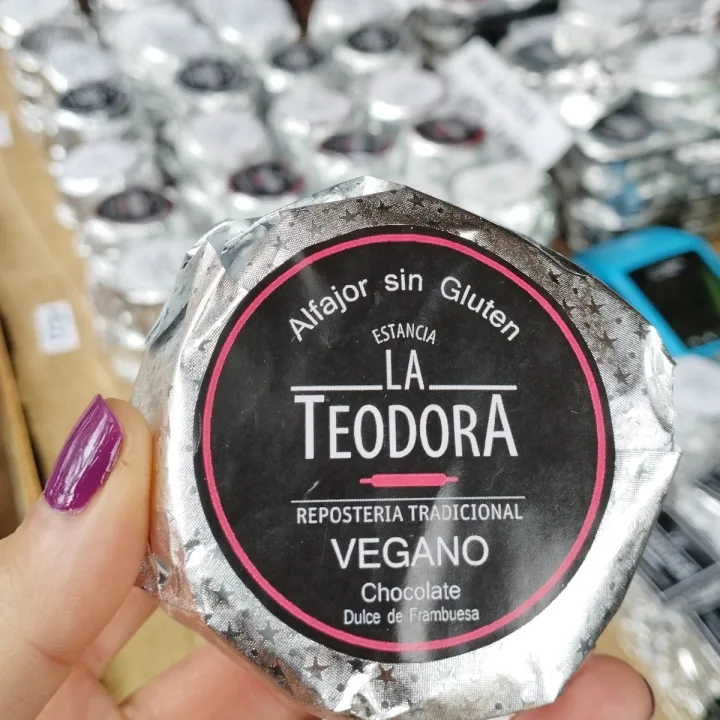 Alfajor sin Gluten
ESTANCIA
LA
TEODORA
REPOSTERIA TRADICIONAL
VEGANO
Chocolate
Dulce de Frambuesa